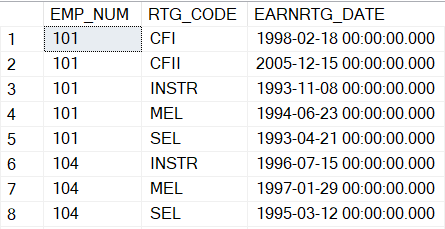 EMP_NUM RTG_CODE EARNRTG_DATE
1 101 CFI 1998-02-18 00:00:00.000
2 101 CFII 2005-12-15 00:00:00.000
3 101 INSTR 1993-11-08 00:00:00.000
4 101 MEL 1994-06-23 00:00:00.000
5 101 SEL 1993-04-21 00:00:00.000
6 104 INSTR 1996-07-15 00:00:00.000
7 104 MEL 1997-01-29 00:00:00.000
8 104 SEL 1995-03-12 00:00:00.000